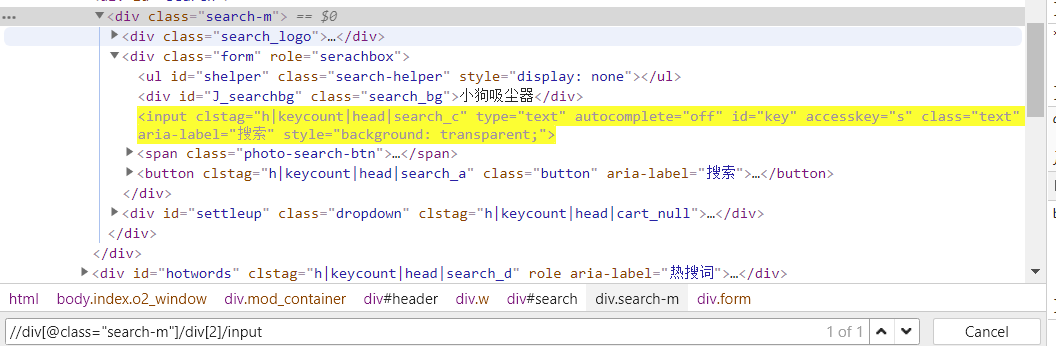 <div class="search-m"> == $0
<div class="search_logo">…</div>
<div class="form" role="serachbox">
<ul id="shelper" class="search-helper" style="display: none"></ul>
<div id="J_searchbg" class="search_bg">小狗吸尘器</div>
<input clstag="h|keycount|head|search_c" type="text" autocomplete="off" id="key" accesskey="s" class="text"
aria-label="搜索" style="background: transparent;">
<span class="photo-search-btn">…</span>
<button clstag="h|keycount|head|search_a" class="button" aria-label="搜索">…</button>
</div>
<div id="settleup" class="dropdown" clstag="h|keycount|head|cart_null">…</div>
</div>
</div>
<div id="hotwords" clstag="h|keycount|head|search_d" role aria-label="热搜词">…</div>
html body.index.o2_window div.mod_container div#header div.w div#search div.search-m div.form
//div[@class="search-m"]/div[2]/input 1 of 1 Cancel